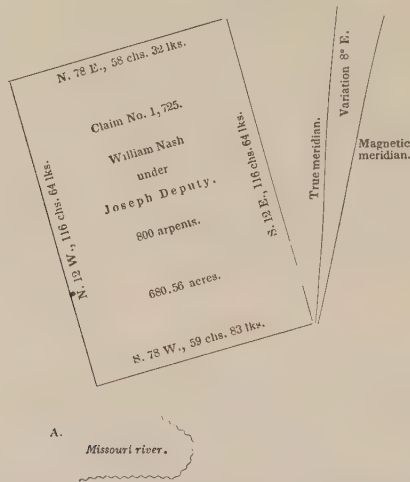 N. 78 E., 58 chs. 32 lks.
Claim No. 1,725.
William Nash
under
Joseph Deputy.
800 arpents.
680.56 acres.
N. 12 W., 116 chs. 64 lks.
S. 12 E., 116 chs. 64 lks.
S. 78 W., 59 chs. 83 lks.
True meridian.
Variation 8° E.
Magnetic
meridian.
A.
Missouri river.